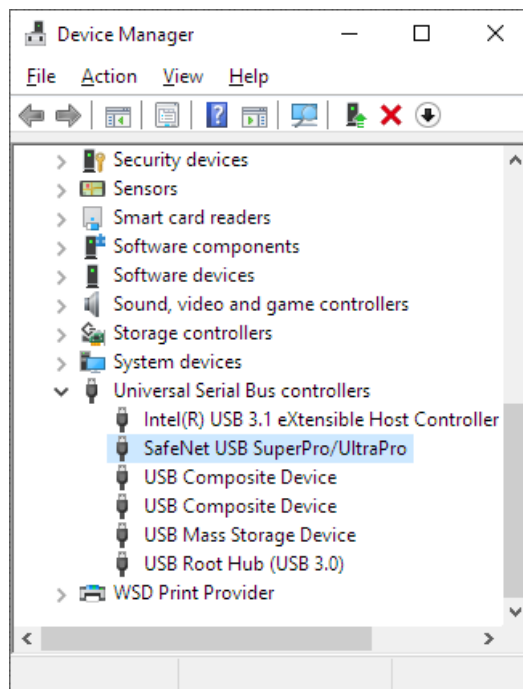 Device Manager
File Action View Help
Security devices
Sensors
Smart card readers
Software components
Software devices
Sound, video and game controllers
Storage controllers
System devices
Universal Serial Bus controllers
Intel(R) USB 3.1 eXtensible Host Controller
SafeNet USB SuperPro/UltraPro
USB Composite Device
USB Composite Device
USB Mass Storage Device
USB Root Hub (USB 3.0)
WSD Print Provider